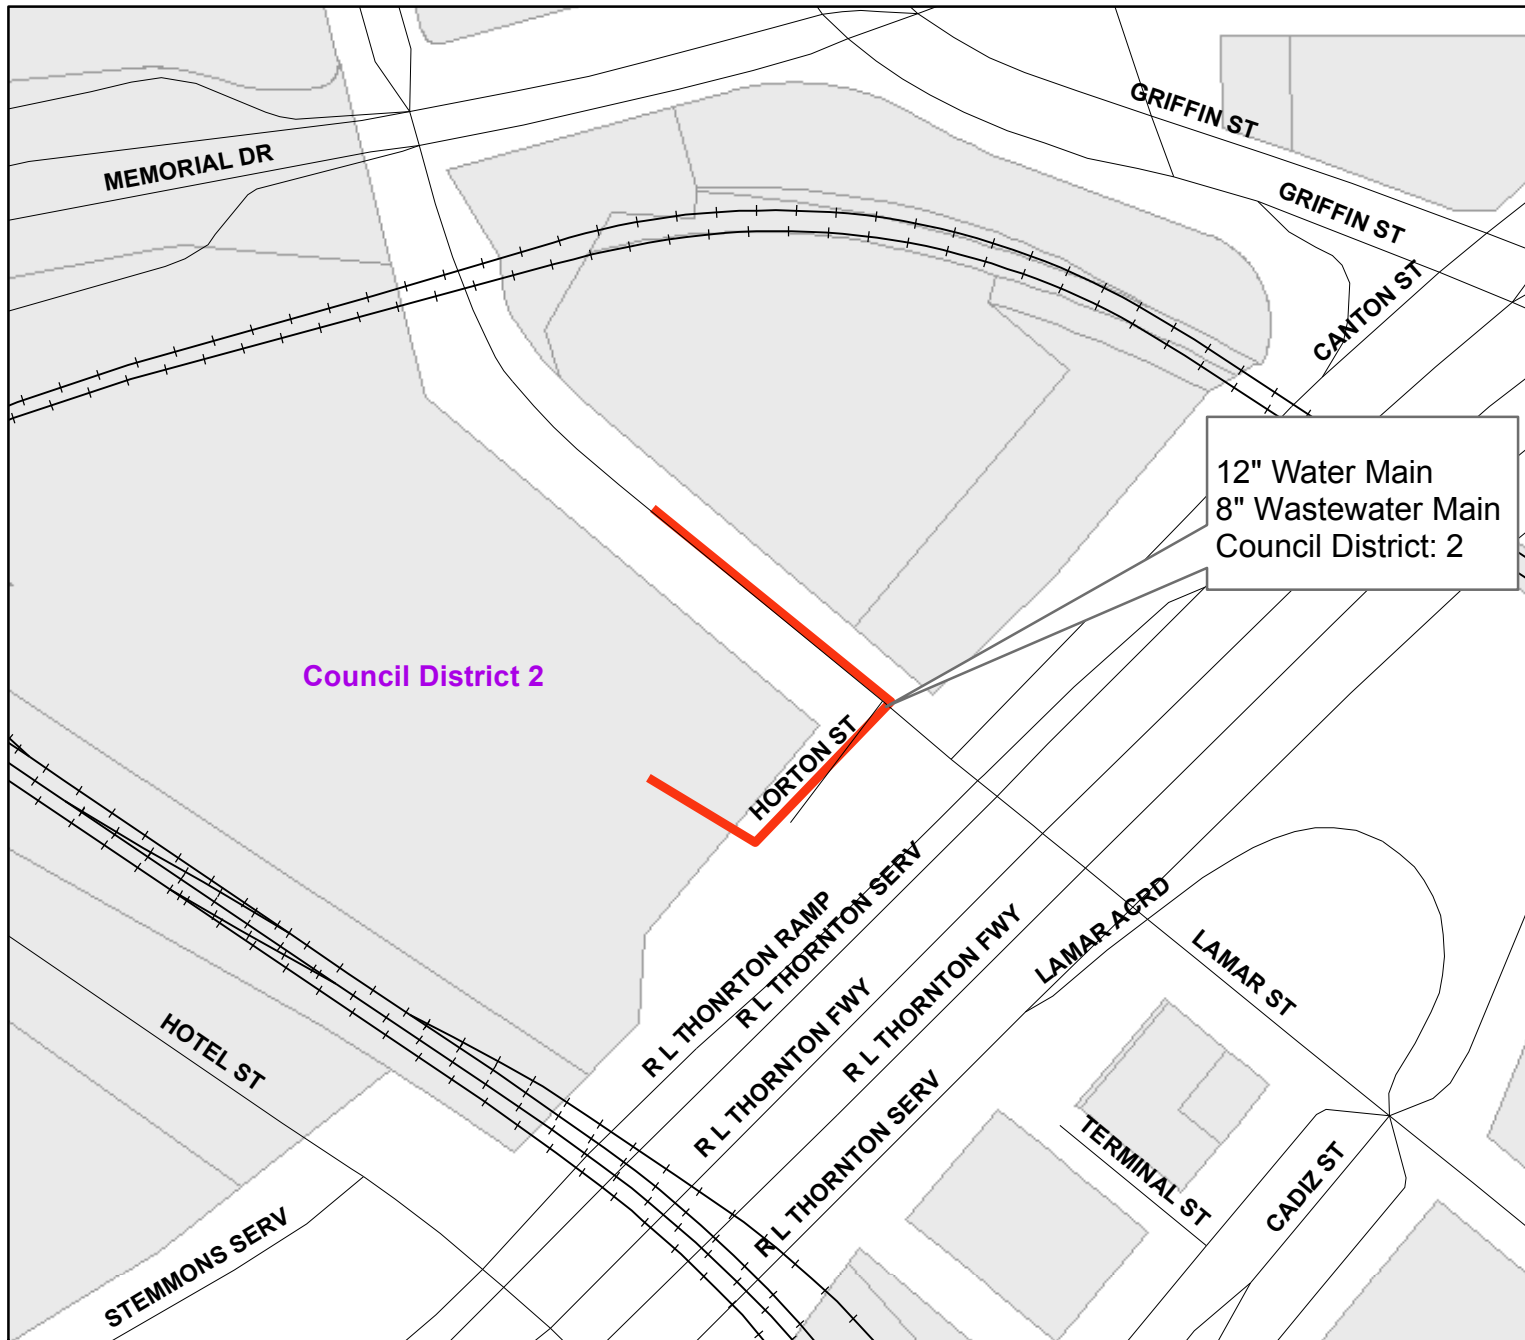 GRIFFIN ST
MEMORIAL DR
GRIFFIN ST
CANTON ST
12" Water Main
8" Wastewater Main
Council District: 2
Council District 2
HORTON ST
R L THONRTON RAMP
R L THORNTON SERV
R L THORNTON FWY
R L THORNTON FWY
LAMAR ACRD
LAMAR ST
HOTEL ST
R L THORNTON SERV
TERMINAL ST
CADIZ ST
STEMMONS SERV